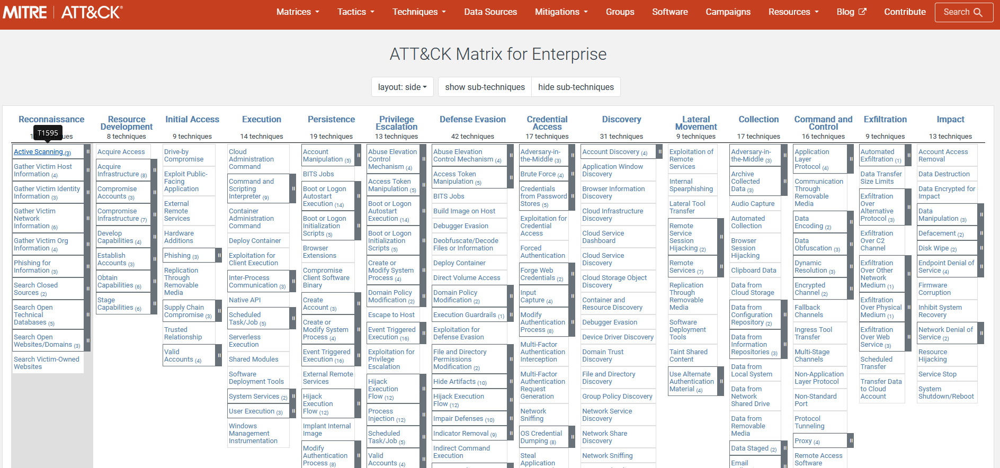 MITRE | ATT&CK®
Matrices
Tactics
Techniques
Data Sources
Mitigations
Groups
Software
Campaigns
Resources
Blog
Contribute
Search
ATT&CK Matrix for Enterprise
layout: side
show sub-techniques
hide sub-techniques
Reconnaissance
T1595
Active Scanning (3)
Gather Victim Host
Information (4)
Gather Victim Identity
Information (3)
Gather Victim
Network
Information (6)
Gather Victim Org
Information (4)
Phishing for
Information (3)
Search Closed
Sources (2)
Search Open
Technical
Databases (5)
Search Open
Websites/Domains (3)
Search Victim-Owned
Websites
Resource
Development
8 techniques
Acquire Access
Acquire
Infrastructure (8)
Compromise
Accounts (3)
Compromise
Infrastructure (7)
Develop
Capabilities (4)
Establish
Accounts (3)
Obtain
Capabilities (6)
Stage
Capabilities (6)
Initial Access
9 techniques
Drive-by
Compromise
Exploit Public-
Facing
Application
External
Remote
Services
Hardware
Additions
Phishing (3)
Replication
Through
Removable
Media
Supply Chain
Compromise (3)
Trusted
Relationship
Valid
Accounts (4)
Execution
14 techniques
Cloud
Administration
Command
Command and
Scripting
Interpreter (9)
Container
Administration
Command
Deploy Container
Exploitation for
Client Execution
Inter-Process
Communication (3)
Native API
Scheduled
Task/Job (5)
Serverless
Execution
Shared Modules
Software
Deployment Tools
System Services (2)
User Execution (3)
Windows
Management
Instrumentation
Persistence
19 techniques
Account
Manipulation (5)
BITS Jobs
Boot or Logon
Autostart
Execution (14)
Boot or Logon
Initialization
Scripts (5)
Browser
Extensions
Compromise
Client Software
Binary
Create
Account (3)
Create or
Modify System
Process (4)
Event Triggered
Execution (16)
External Remote
Services
Hijack
Execution
Flow (12)
Implant Internal
Image
Modify
Authentication
Process (8)
Privilege
Escalation
13 techniques
Abuse Elevation
Control
Mechanism (4)
Access Token
Manipulation (5)
Boot or Logon
Autostart
Execution (14)
Boot or Logon
Initialization
Scripts (5)
Create or
Modify System
Process (4)
Domain Policy
Modification (2)
Escape to Host
Event Triggered
Execution (16)
Exploitation for
Privilege
Escalation
Hijack
Execution
Flow (12)
Process
Injection (12)
Scheduled
Task/Job (5)
Valid
Accounts (4)
Defense Evasion
42 techniques
Abuse Elevation
Control Mechanism (4)
Access Token
Manipulation (5)
BITS Jobs
Build Image on Host
Debugger Evasion
Deobfuscate/Decode
Files or Information
Deploy Container
Direct Volume Access
Domain Policy
Modification (2)
Execution Guardrails (1)
Exploitation for
Defense Evasion
File and Directory
Permissions
Modification (2)
Hide Artifacts (10)
Hijack Execution
Flow (12)
Impair Defenses (10)
Indicator Removal (9)
Indirect Command
Execution
Credential
Access
17 techniques
Adversary-in-
the-Middle (3)
Brute Force (4)
Credentials
from Password
Stores (5)
Exploitation for
Credential
Access
Forced
Authentication
Forge Web
Credentials (2)
Input
Capture (4)
Modify
Authentication
Process (8)
Multi-Factor
Authentication
Interception
Multi-Factor
Authentication
Request
Generation
Network
Sniffing
OS Credential
Dumping (8)
Steal
Application
Discovery
31 techniques
Account Discovery (4)
Application Window
Discovery
Browser Information
Discovery
Cloud Infrastructure
Discovery
Cloud Service
Dashboard
Cloud Service
Discovery
Cloud Storage Object
Discovery
Container and
Resource Discovery
Debugger Evasion
Device Driver Discovery
Domain Trust
Discovery
File and Directory
Discovery
Group Policy Discovery
Network Service
Discovery
Network Share
Discovery
Network Sniffing
Lateral
Movement
9 techniques
Exploitation of
Remote
Services
Internal
Spearphishing
Lateral Tool
Transfer
Remote
Service
Session
Hijacking (2)
Remote
Services (7)
Replication
Through
Removable
Media
Software
Deployment
Tools
Taint Shared
Content
Use Alternate
Authentication
Material (4)
Collection
17 techniques
Adversary-in-
the-Middle (3)
Archive
Collected
Data (3)
Audio Capture
Automated
Collection
Browser
Session
Hijacking
Clipboard Data
Data from
Cloud Storage
Data from
Configuration
Repository (2)
Data from
Information
Repositories (3)
Data from
Local System
Data from
Network
Shared Drive
Data from
Removable
Media
Data Staged (2)
Email
Command and
Control
16 techniques
Application
Layer
Protocol (4)
Communication
Through
Removable
Media
Data
Encoding (2)
Data
Obfuscation (3)
Dynamic
Resolution (3)
Encrypted
Channel (2)
Fallback
Channels
Ingress Tool
Transfer
Multi-Stage
Channels
Non-Application
Layer Protocol
Non-Standard
Port
Protocol
Tunneling
Proxy (4)
Remote Access
Software
Exfiltration
9 techniques
Automated
Exfiltration (1)
Data Transfer
Size Limits
Exfiltration
Over
Alternative
Protocol (3)
Exfiltration
Over C2
Channel
Exfiltration
Over Other
Network
Medium (1)
Exfiltration
Over Physical
Medium (1)
Exfiltration
Over Web
Service (3)
Scheduled
Transfer
Transfer Data
to Cloud
Account
Impact
13 techniques
Account Access
Removal
Data Destruction
Data Encrypted for
Impact
Data
Manipulation (3)
Defacement (2)
Disk Wipe (2)
Endpoint Denial of
Service (4)
Firmware
Corruption
Inhibit System
Recovery
Network Denial of
Service (2)
Resource
Hijacking
Service Stop
System
Shutdown/Reboot